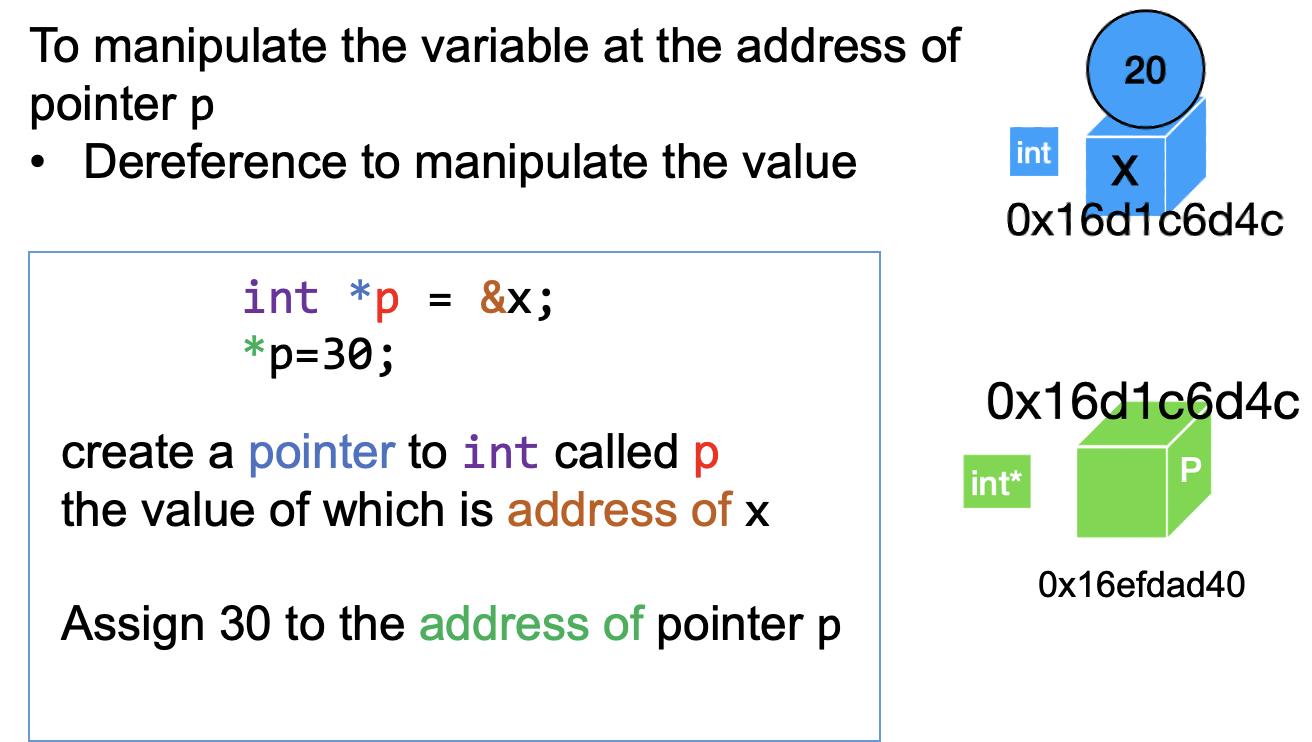 To manipulate the variable at the address of
pointer p
• Dereference to manipulate the value
int *p = &x;
*p=30;
create a pointer to int called p
the value of which is address of x
Assign 30 to the address of pointer p
20
int
X
0x16d1c6d4c
0x16d1c6d4c
int*
P
0x16efdad40